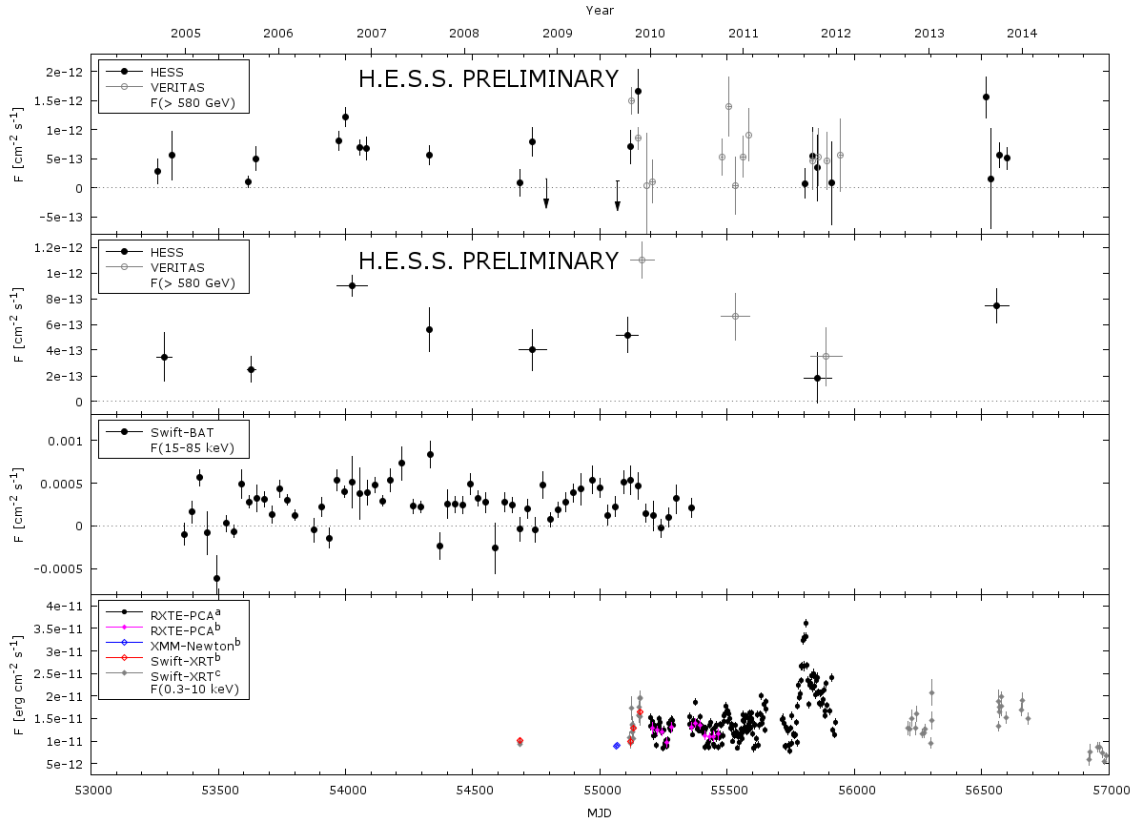 Year
2005 2006 2007 2008 2009 2010 2011 2012 2013 2014
F [cm-2 s-1]
2e-12
1.5e-12
1e-12
5e-13
0
-5e-13
HESS
VERITAS
F(> 580 GeV)
H.E.S.S. PRELIMINARY
F [cm-2 s-1]
1.2e-12
1e-12
8e-13
6e-13
4e-13
2e-13
0
HESS
VERITAS
F(> 580 GeV)
H.E.S.S. PRELIMINARY
F [cm-2 s-1]
0.001
0.0005
0
-0.0005
Swift-BAT
F(15-85 keV)
F [erg cm-2 s-1]
4e-11
3.5e-11
3e-11
2.5e-11
2e-11
1.5e-11
1e-11
5e-12
RXTE-PCAa
RXTE-PCAb
XMM-Newtonb
Swift-XRTb
Swift-XRTc
F(0.3-10 keV)
53000 53500 54000 54500 55000 55500 56000 56500 57000
MJD